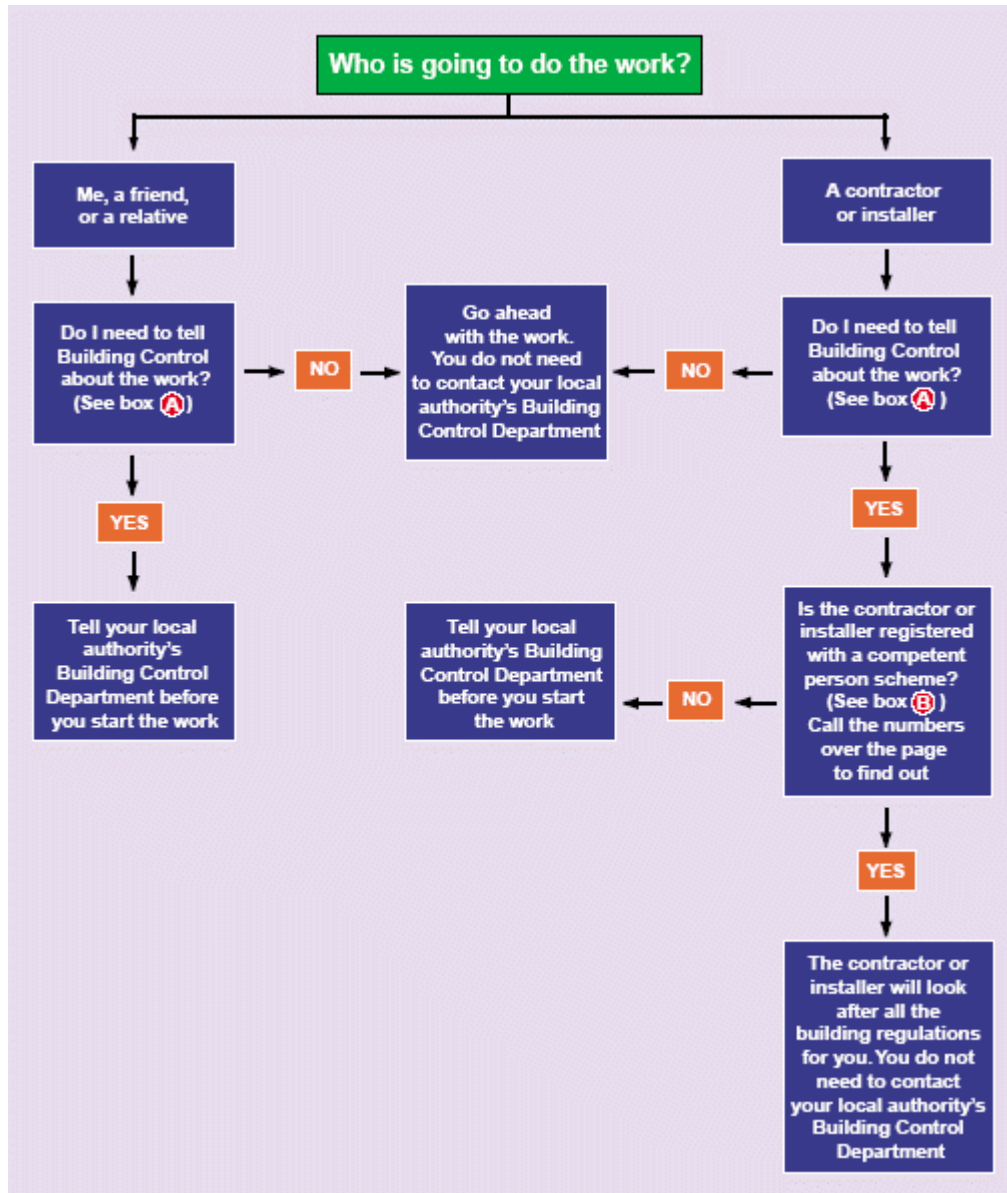 Who is going to do the work?
Me, a friend,
or a relative
A contractor
or installer
Do I need to tell
Building Control
about the work?
(See box A)
NO
Go ahead
with the work.
You do not need
to contact your local
authority's Building
Control Department
NO
Do I need to tell
Building Control
about the work?
(See box A )
YES
YES
Tell your local
authority's
Building Control
Department before
you start the work
Tell your local
authority's Building
Control Department
before you start
the work
NO
Is the contractor or
installer registered
with a competent
person scheme?
(See box B )
Call the numbers
over the page
to find out
YES
The contractor or
installer will look
after all the
building regulations
for you. You do not
need to contact
your local authority's
Building Control
Department